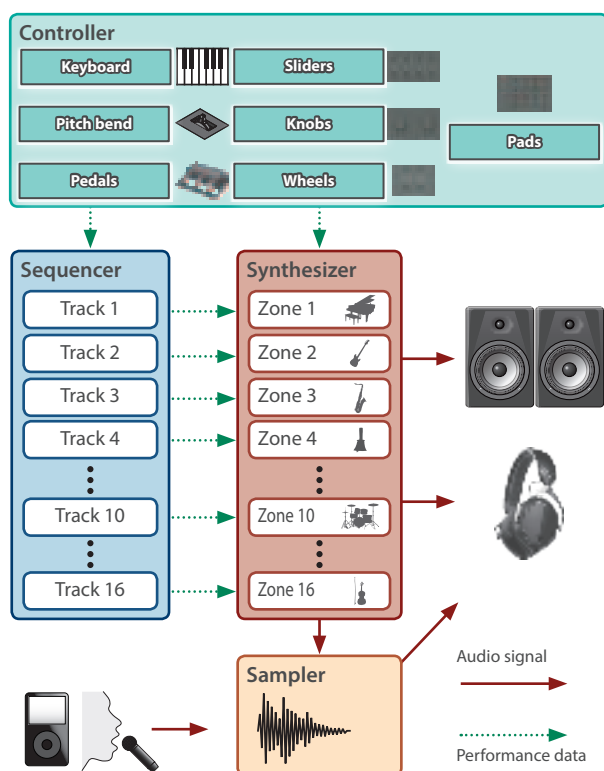 Controller
Keyboard
Sliders
Pitch bend
Knobs
Pads
Pedals
Wheels
Sequencer
Synthesizer
Track 1
Zone 1
Track 2
Zone 2
Track 3
Zone 3
Track 4
Zone 4
Track 10
Zone 10
Track 16
Zone 16
Sampler
Audio signal
Performance data